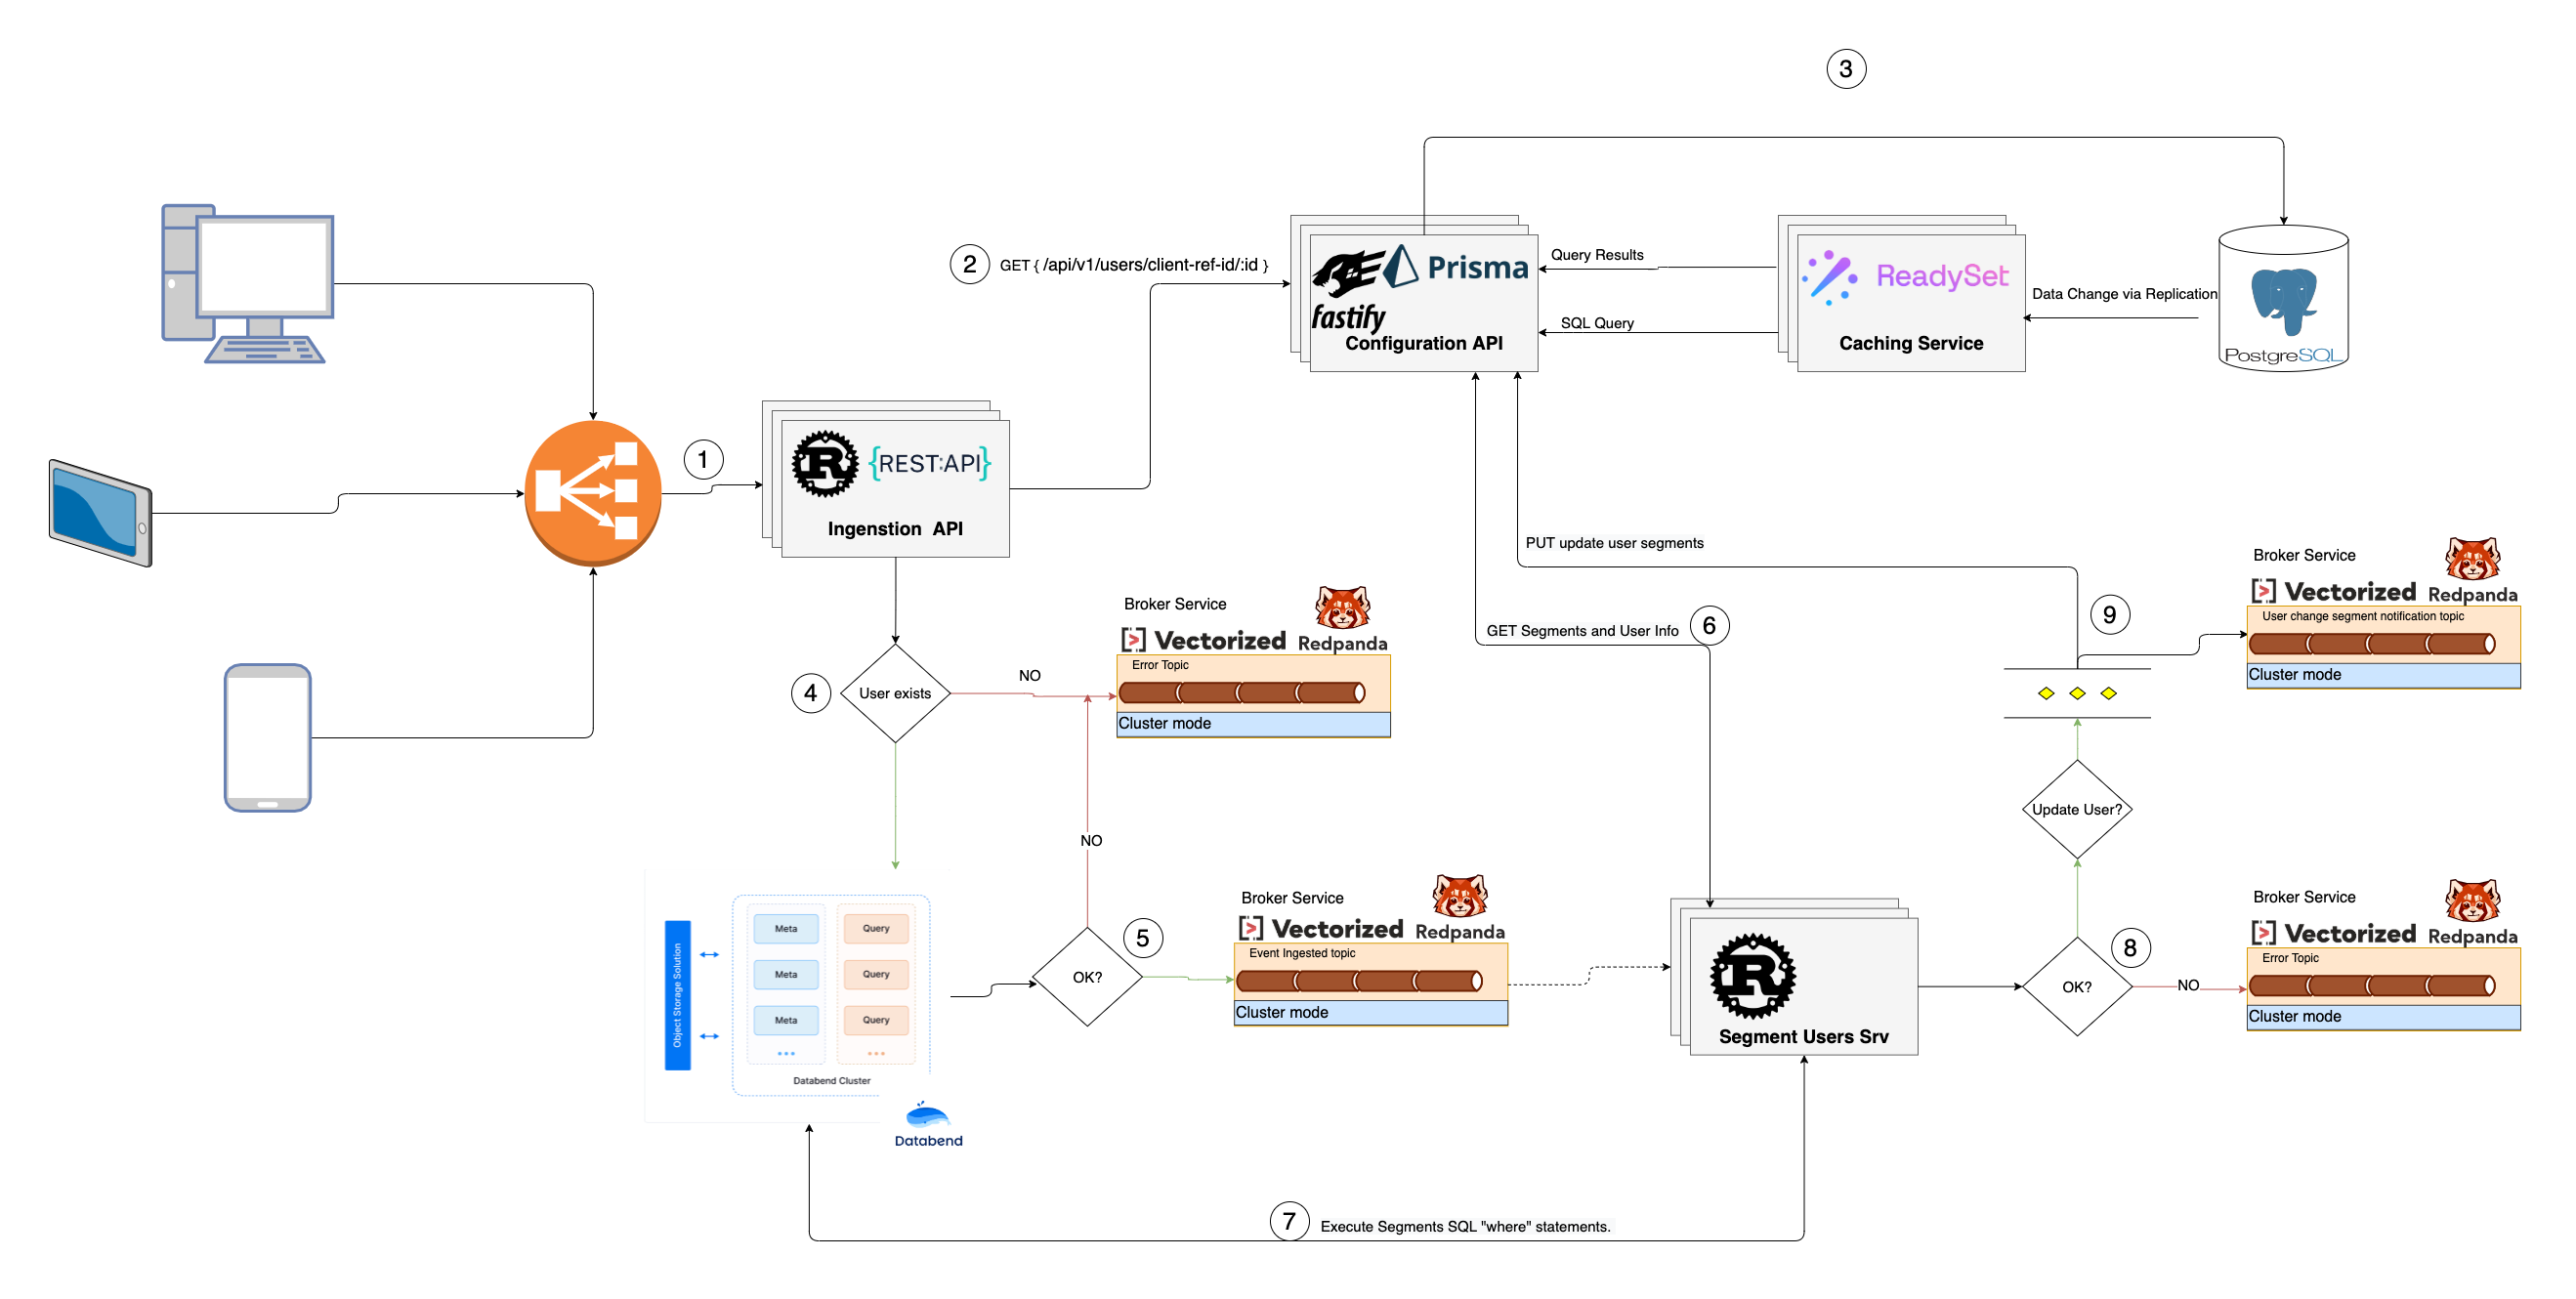 3
2
GET { /api/v1/users/client-ref-id/:id }
Prisma
fastify
Configuration API
Query Results
SQL Query
ReadySet
Caching Service
Data Change via Replication
PostgreSQL
1
R
{REST:API}
Ingenstion API
PUT update user segments
GET Segments and User Info
6
9
Broker Service
Vectorized
Redpanda
User change segment notification topic
Cluster mode
Broker Service
Vectorized
Redpanda
Error Topic
Cluster mode
4
User exists
NO
NO
Update User?
Object Storage Solution
Meta
Query
Meta
Query
Meta
Query
Databend Cluster
Databend
OK?
5
Broker Service
Vectorized
Redpanda
Event Ingested topic
Cluster mode
R
Segment Users Srv
OK?
8
NO
Broker Service
Vectorized
Redpanda
Error Topic
Cluster mode
7
Execute Segments SQL "where" statements.